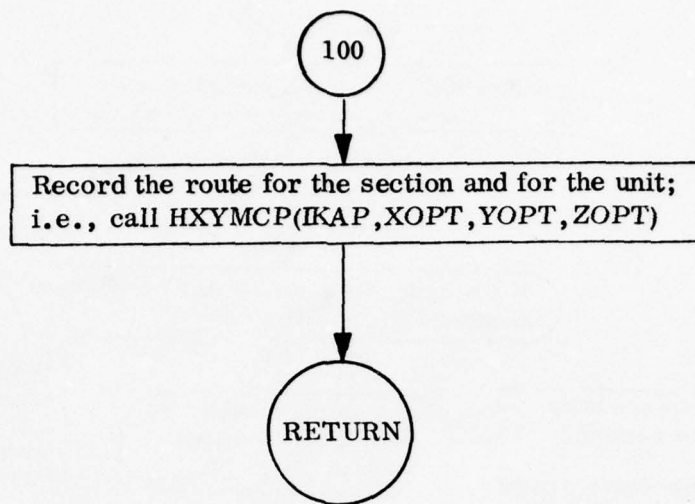 100
Record the route for the section and for the unit;
i.e., call HXYMCP(IKAP,XOPT,YOPT,ZOPT)
RETURN